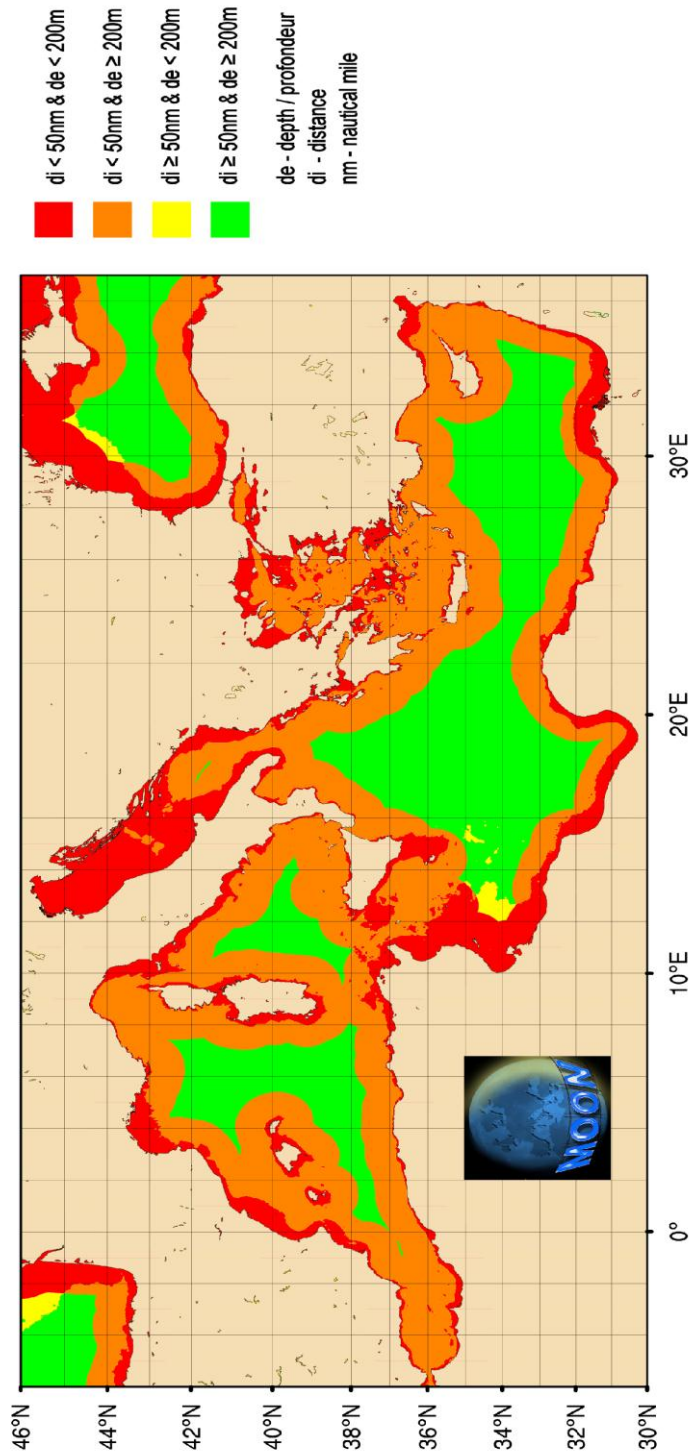 di < 50nm & de < 200m
di < 50nm & de ≥ 200m
di ≥ 50nm & de < 200m
di ≥ 50nm & de ≥ 200m
de - depth / profondeur
di - distance
nm - nautical mile
46°N
44°N
42°N
40°N
38°N
36°N
34°N
32°N
30°N
0°
10°E
20°E
30°E
MOON